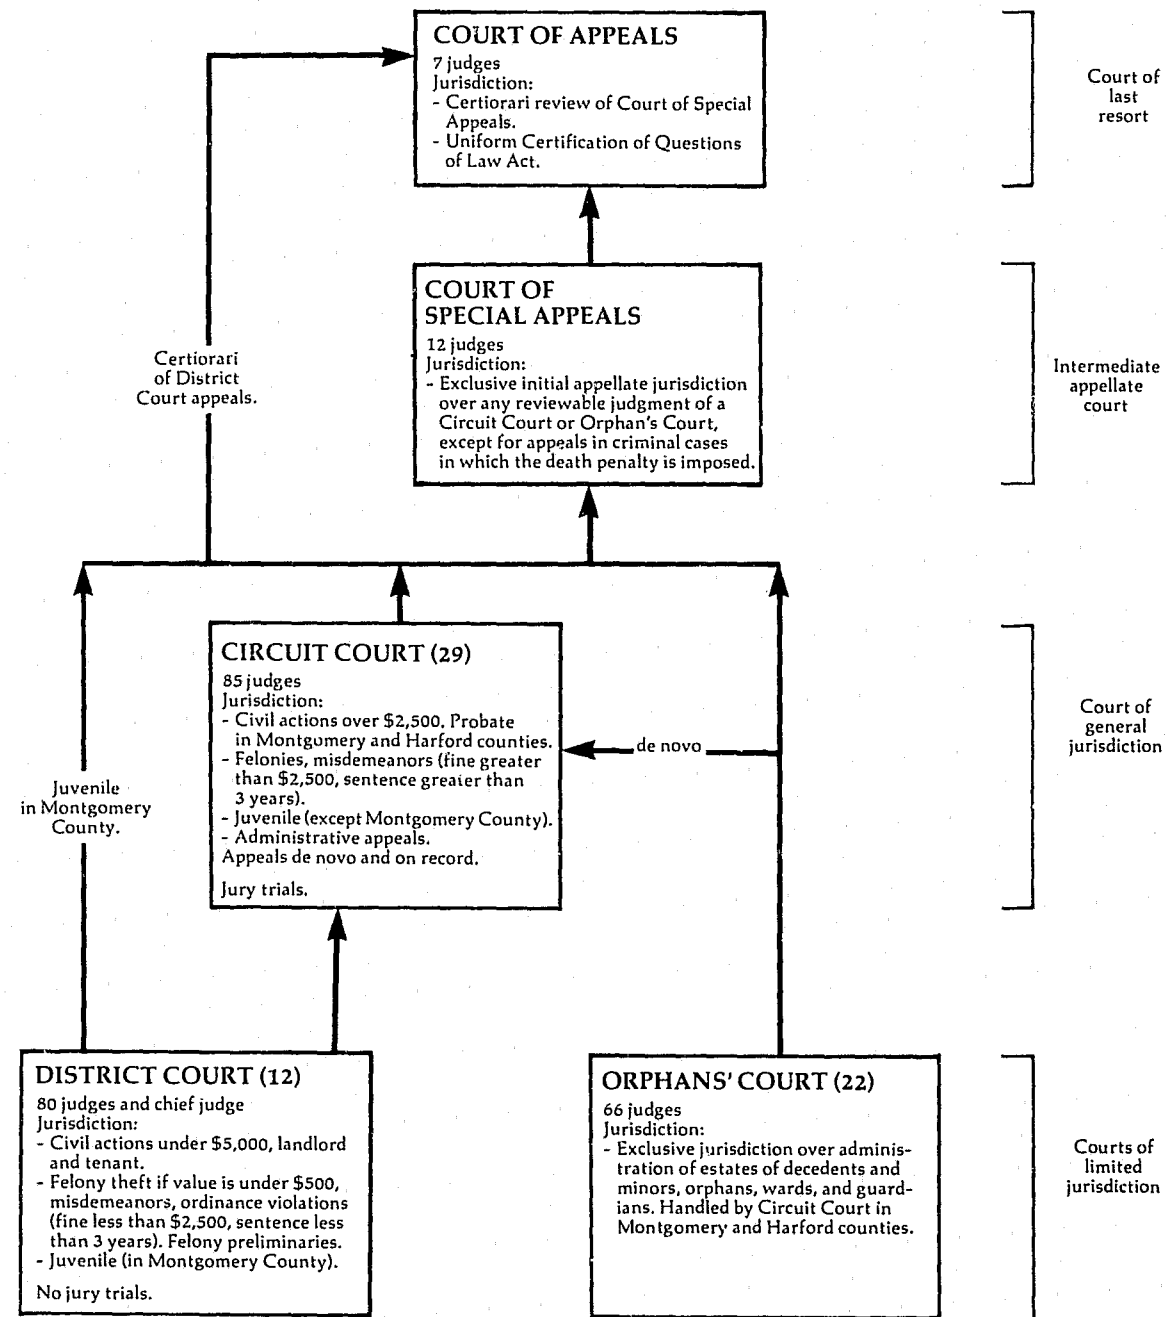 COURT OF APPEALS
7 judges
Jurisdiction:
- Certiorari review of Court of Special
Appeals.
- Uniform Certification of Questions
of Law Act.
Court of
last
resort
COURT OF
SPECIAL APPEALS
12 judges
Jurisdiction:
- Exclusive initial appellate jurisdiction
over any reviewable judgment of a
Circuit Court or Orphan's Court,
except for appeals in criminal cases
in which the death penalty is imposed.
Certiorari
of District
Court appeals.
Intermediate
appellate
court
CIRCUIT COURT (29)
85 judges
Jurisdiction:
- Civil actions over $2,500. Probate
in Montgomery and Harford counties.
- Felonies, misdemeanors (fine greater
than $2,500, sentence greater than
3 years).
- Juvenile (except Montgomery County).
- Administrative appeals.
Appeals de novo and on record.
Jury trials.
de novo
Court of
general
jurisdiction
Juvenile
in Montgomery
County.
DISTRICT COURT (12)
80 judges and chief judge
Jurisdiction:
- Civil actions under $5,000, landlord
and tenant.
- Felony theft if value is under $500,
misdemeanors, ordinance violations
(fine less than $2,500, sentence less
than 3 years). Felony preliminaries.
- Juvenile (in Montgomery County).
No jury trials.
ORPHANS' COURT (22)
66 judges
Jurisdiction:
- Exclusive jurisdiction over adminis-
tration of estates of decedents and
minors, orphans, wards, and guard-
ians. Handled by Circuit Court in
Montgomery and Harford counties.
Courts of
limited
jurisdiction